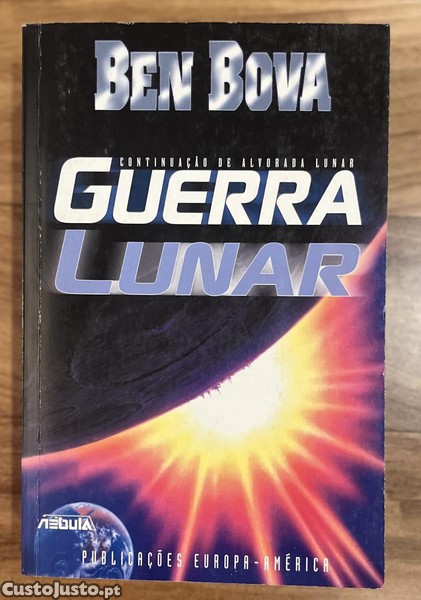 BEN BOVA
CONTINUAÇÃO DE ALVORADA LUNAR
GUERRA
LUNAR
NEBULA
PUBLICAÇÕES EUROPA-AMÉRICA
CustoJusto.pt